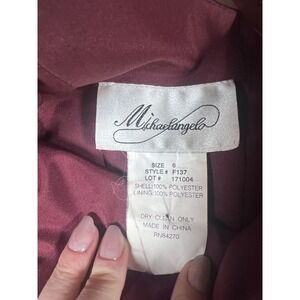 Michaelangelo
SIZE 6
STYLE# F137
LOT# 171004
SHELL:100% POLYESTER
LINING:100% POLYESTER
DRY CLEAN ONLY
MADE IN CHINA
RN84270